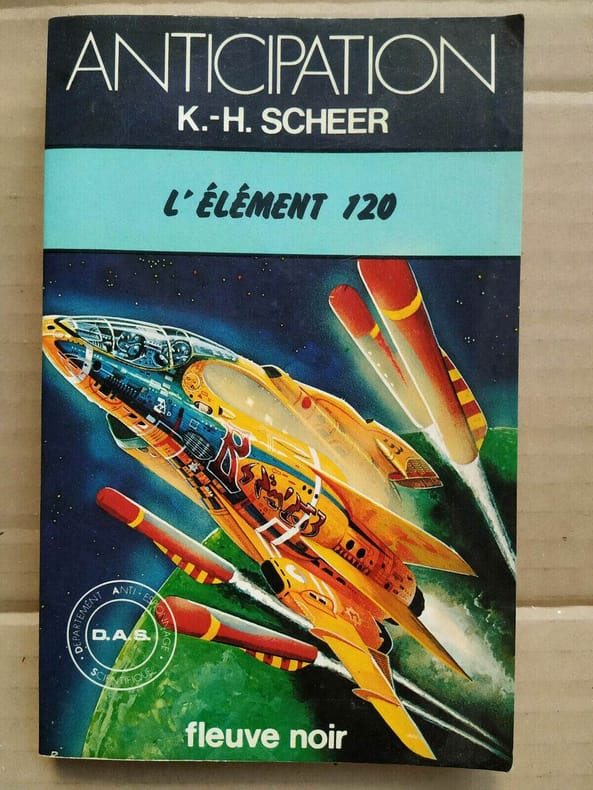 ANTICIPATION
K.-H. SCHEER
L'ÉLÉMENT 120
DÉPARTEMENT ANTI-ESPIONNAGE
D.A.S.
SCIENTIFIQUE
fleuve noir